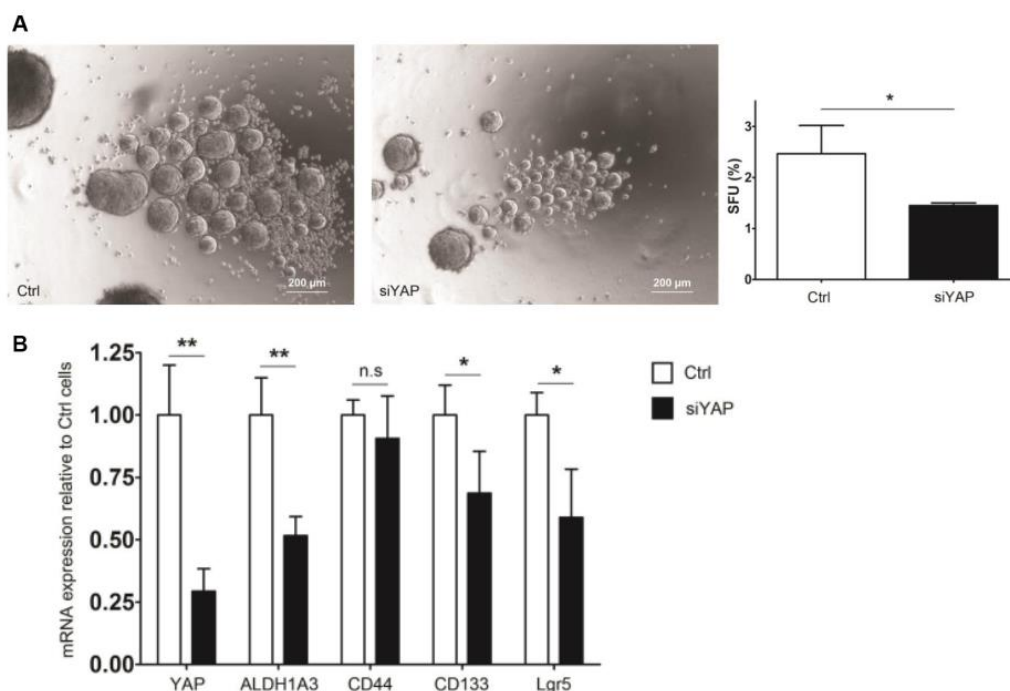 A
Ctrl
200 µm
siYAP
200 µm
SFU (%)
3
2
1
0
*
Ctrl
siYAP
B
mRNA expression relative to Ctrl cells
1.25
1.00
0.75
0.50
0.25
0.00
**
**
n.s
*
*
YAP
ALDH1A3
CD44
CD133
Lgr5
Ctrl
siYAP